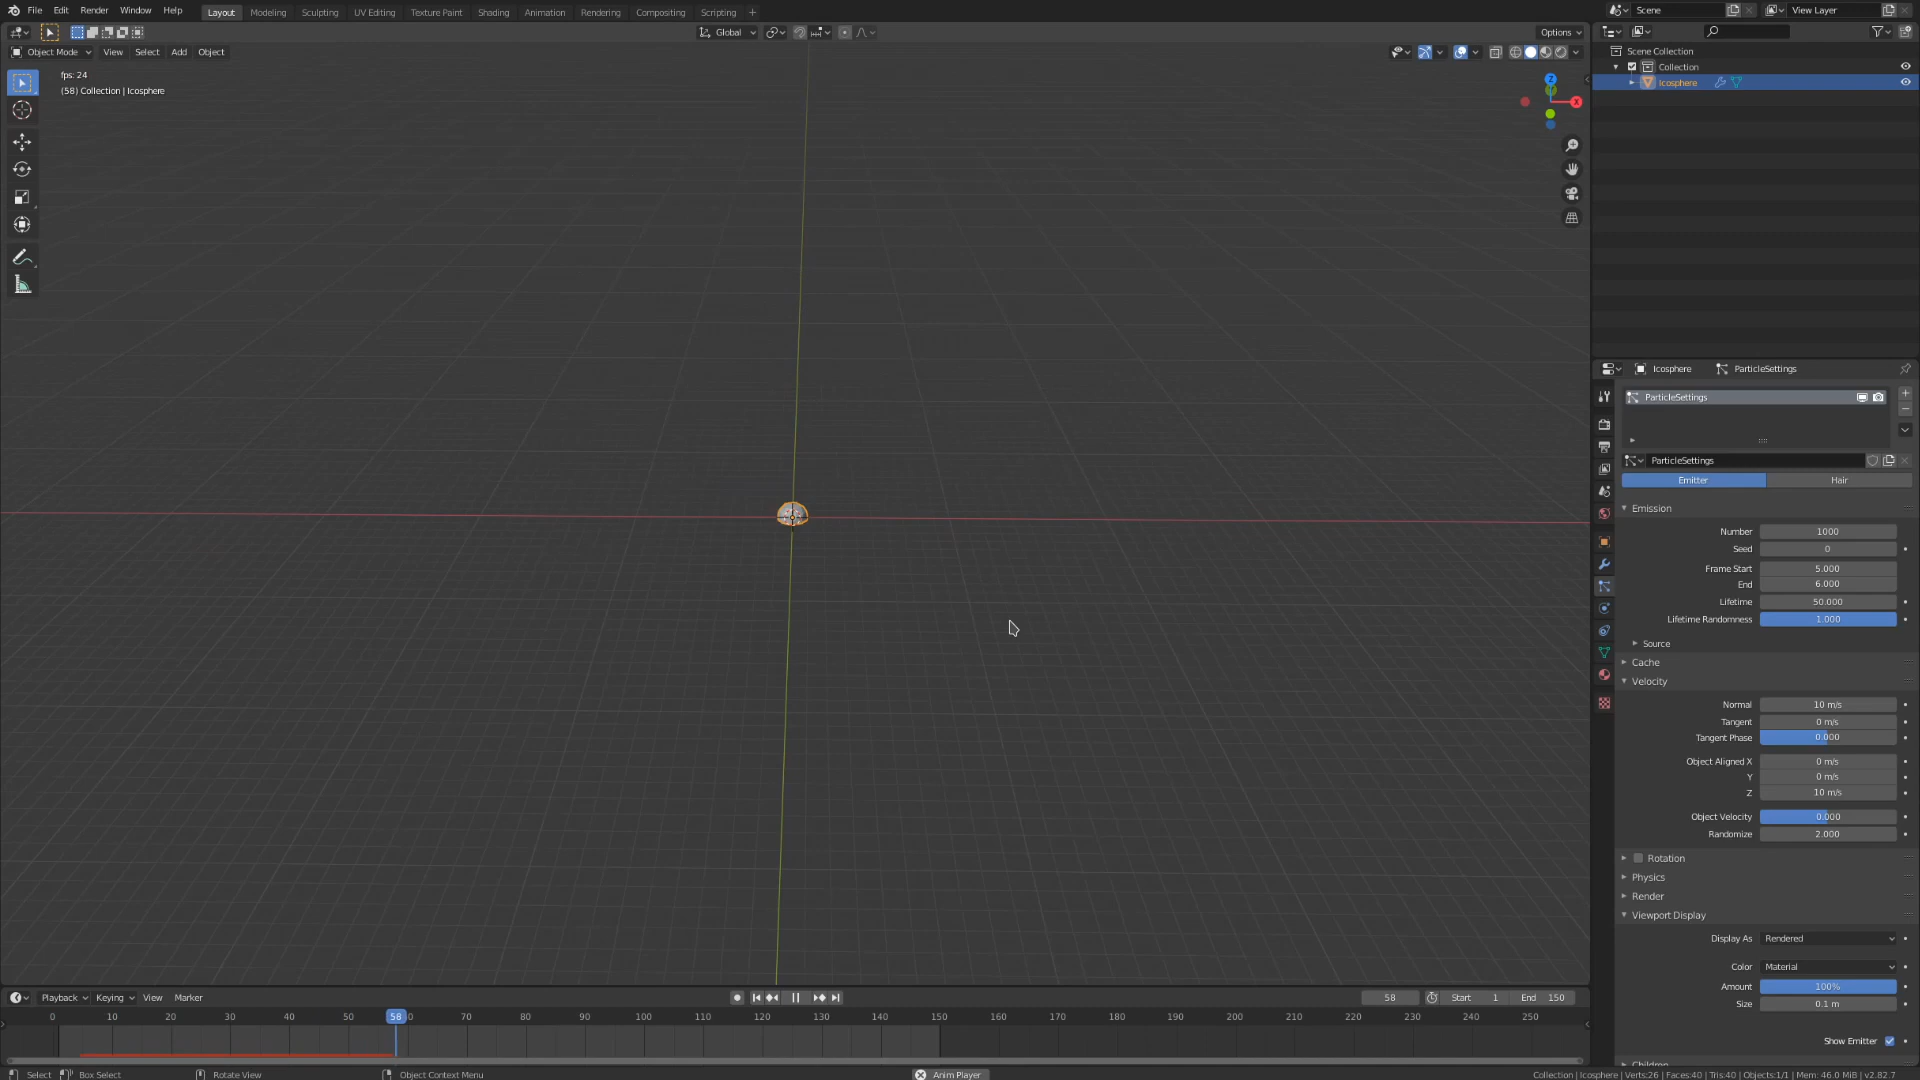 File Edit Render Window Help Layout Modeling Sculpting UV Editing Texture Paint Shading Animation Rendering Compositing Scripting + Scene View Layer
Global Options
Object Mode View Select Add Object
fps: 24
(58) Collection | Icosphere
Z
X
Scene Collection
Collection
Icosphere
Icosphere ParticleSettings
ParticleSettings
ParticleSettings
Emitter Hair
Emission
Number 1000
Seed 0
Frame Start 5.000
End 6.000
Lifetime 50.000
Lifetime Randomness 1.000
Source
Cache
Velocity
Normal 10 m/s
Tangent 0 m/s
Tangent Phase 0.000
Object Aligned X 0 m/s
Y 0 m/s
Z 10 m/s
Object Velocity 0.000
Randomize 2.000
Rotation
Physics
Render
Viewport Display
Display As Rendered
Color Material
Amount 100%
Size 0.1 m
Show Emitter
Children
Playback Keying View Marker 58 Start 1 End 150
0 10 20 30 40 50 58 70 80 90 100 110 120 130 140 150 160 170 180 190 200 210 220 230 240 250
Select Box Select Rotate View Object Context Menu Anim Player Collection | Icosphere | Verts:26 | Faces:40 | Tris:40 | Objects:1/1 | Mem: 46.0 MiB | v2.82.7